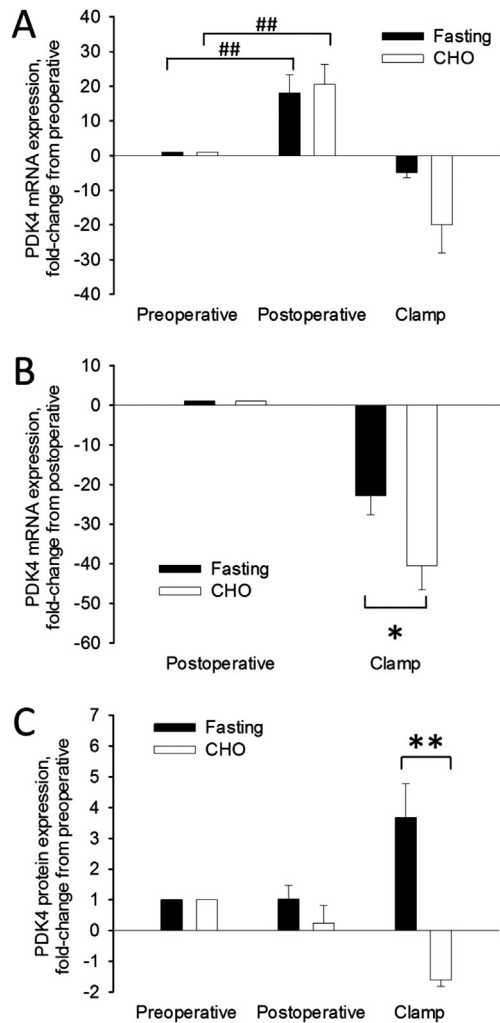 A
PDK4 mRNA expression,
fold-change from preoperative
40
30
20
10
0
-10
-20
-30
-40
##
##
Fasting
CHO
Preoperative Postoperative Clamp
B
PDK4 mRNA expression,
fold-change from postoperative
10
0
-10
-20
-30
-40
-50
-60
Fasting
CHO
*
Postoperative Clamp
C
PDK4 protein expression,
fold-change from preoperative
7
6
5
4
3
2
1
0
-1
-2
Fasting
CHO
**
Preoperative Postoperative Clamp